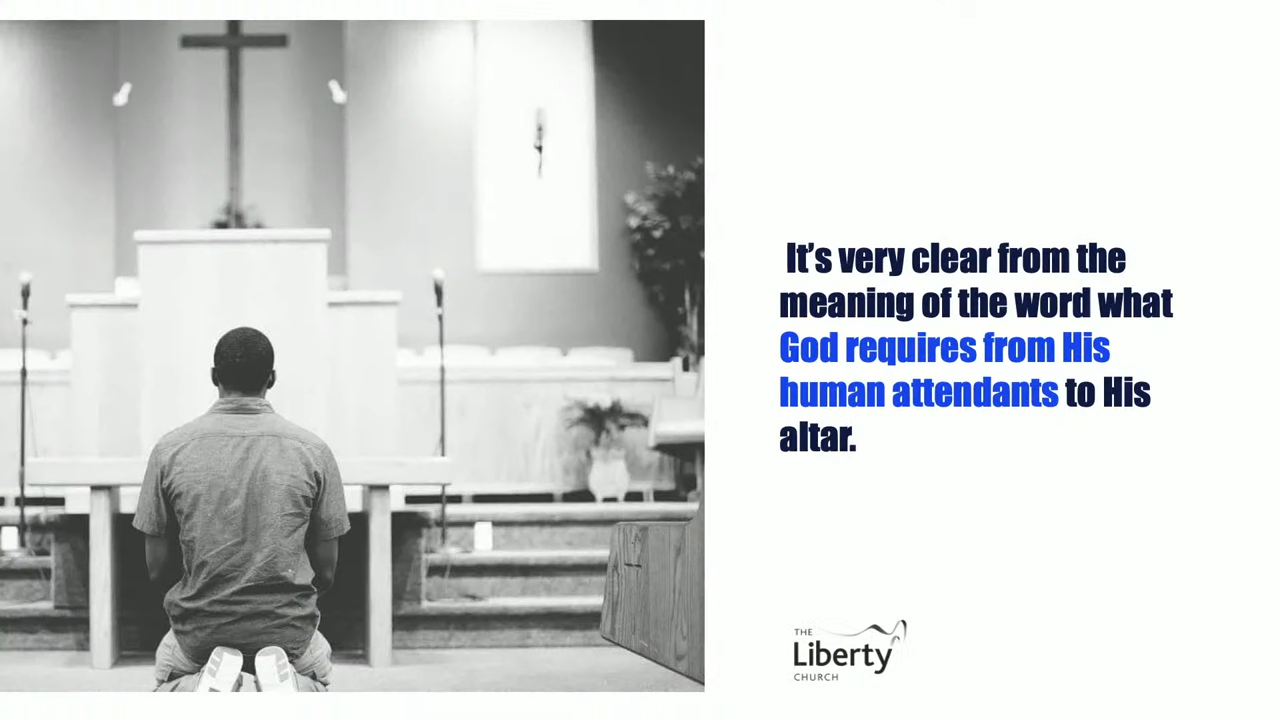 It’s very clear from the
meaning of the word what
God requires from His
human attendants to His
altar.
THE
Liberty
CHURCH